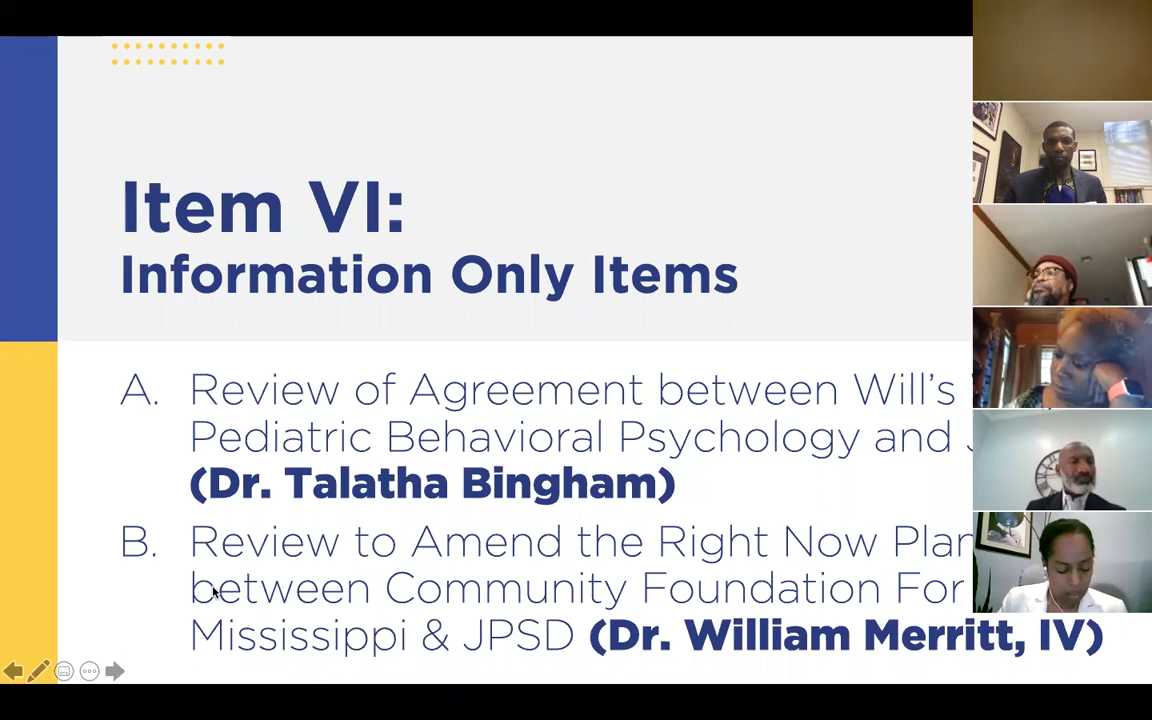 Item VI:
Information Only Items
A. Review of Agreement between Will's
Pediatric Behavioral Psychology and
(Dr. Talatha Bingham)
B. Review to Amend the Right Now Plan
between Community Foundation For
Mississippi & JPSD (Dr. William Merritt, IV)